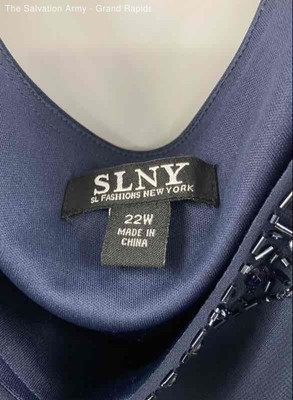 The Salvation Army - Grand Rapids
SLNY
SL FASHIONS NEW YORK
22W
MADE IN
CHINA